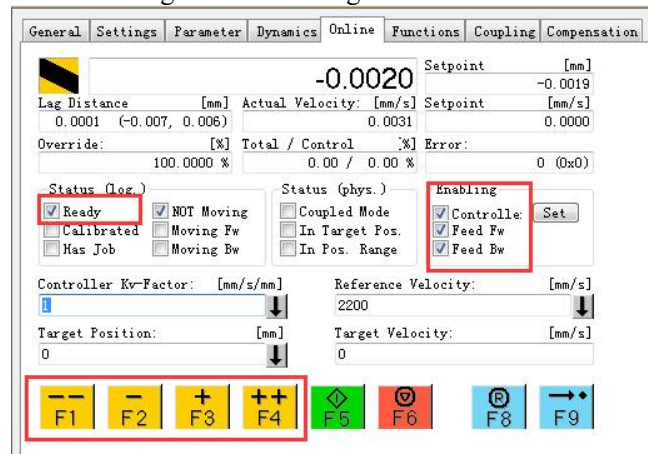 General Settings Parameter Dynamics Online Functions Coupling Compensation
-0.0020
Setpoint [mm]
-0.0019
Lag Distance [mm] Actual Velocity: [mm/s] Setpoint [mm/s]
0.0001 (-0.007, 0.006) 0.0031 0.0000
Override: [%] Total / Control [%] Error:
100.0000 % 0.00 / 0.00 % 0 (0x0)
Status (log.) Status (phys.) Enabling
Ready NOT Moving Coupled Mode Controlle: Set
Calibrated Moving Fw In Target Pos. Feed Fw
Has Job Moving Bw In Pos. Range Feed Bw
Controller Kv-Factor: [mm/s/mm] Reference Velocity: [mm/s]
1 2200
Target Position: [mm] Target Velocity: [mm/s]
0 0
-- - + ++ R
F1 F2 F3 F4 F5 F6 F8 F9